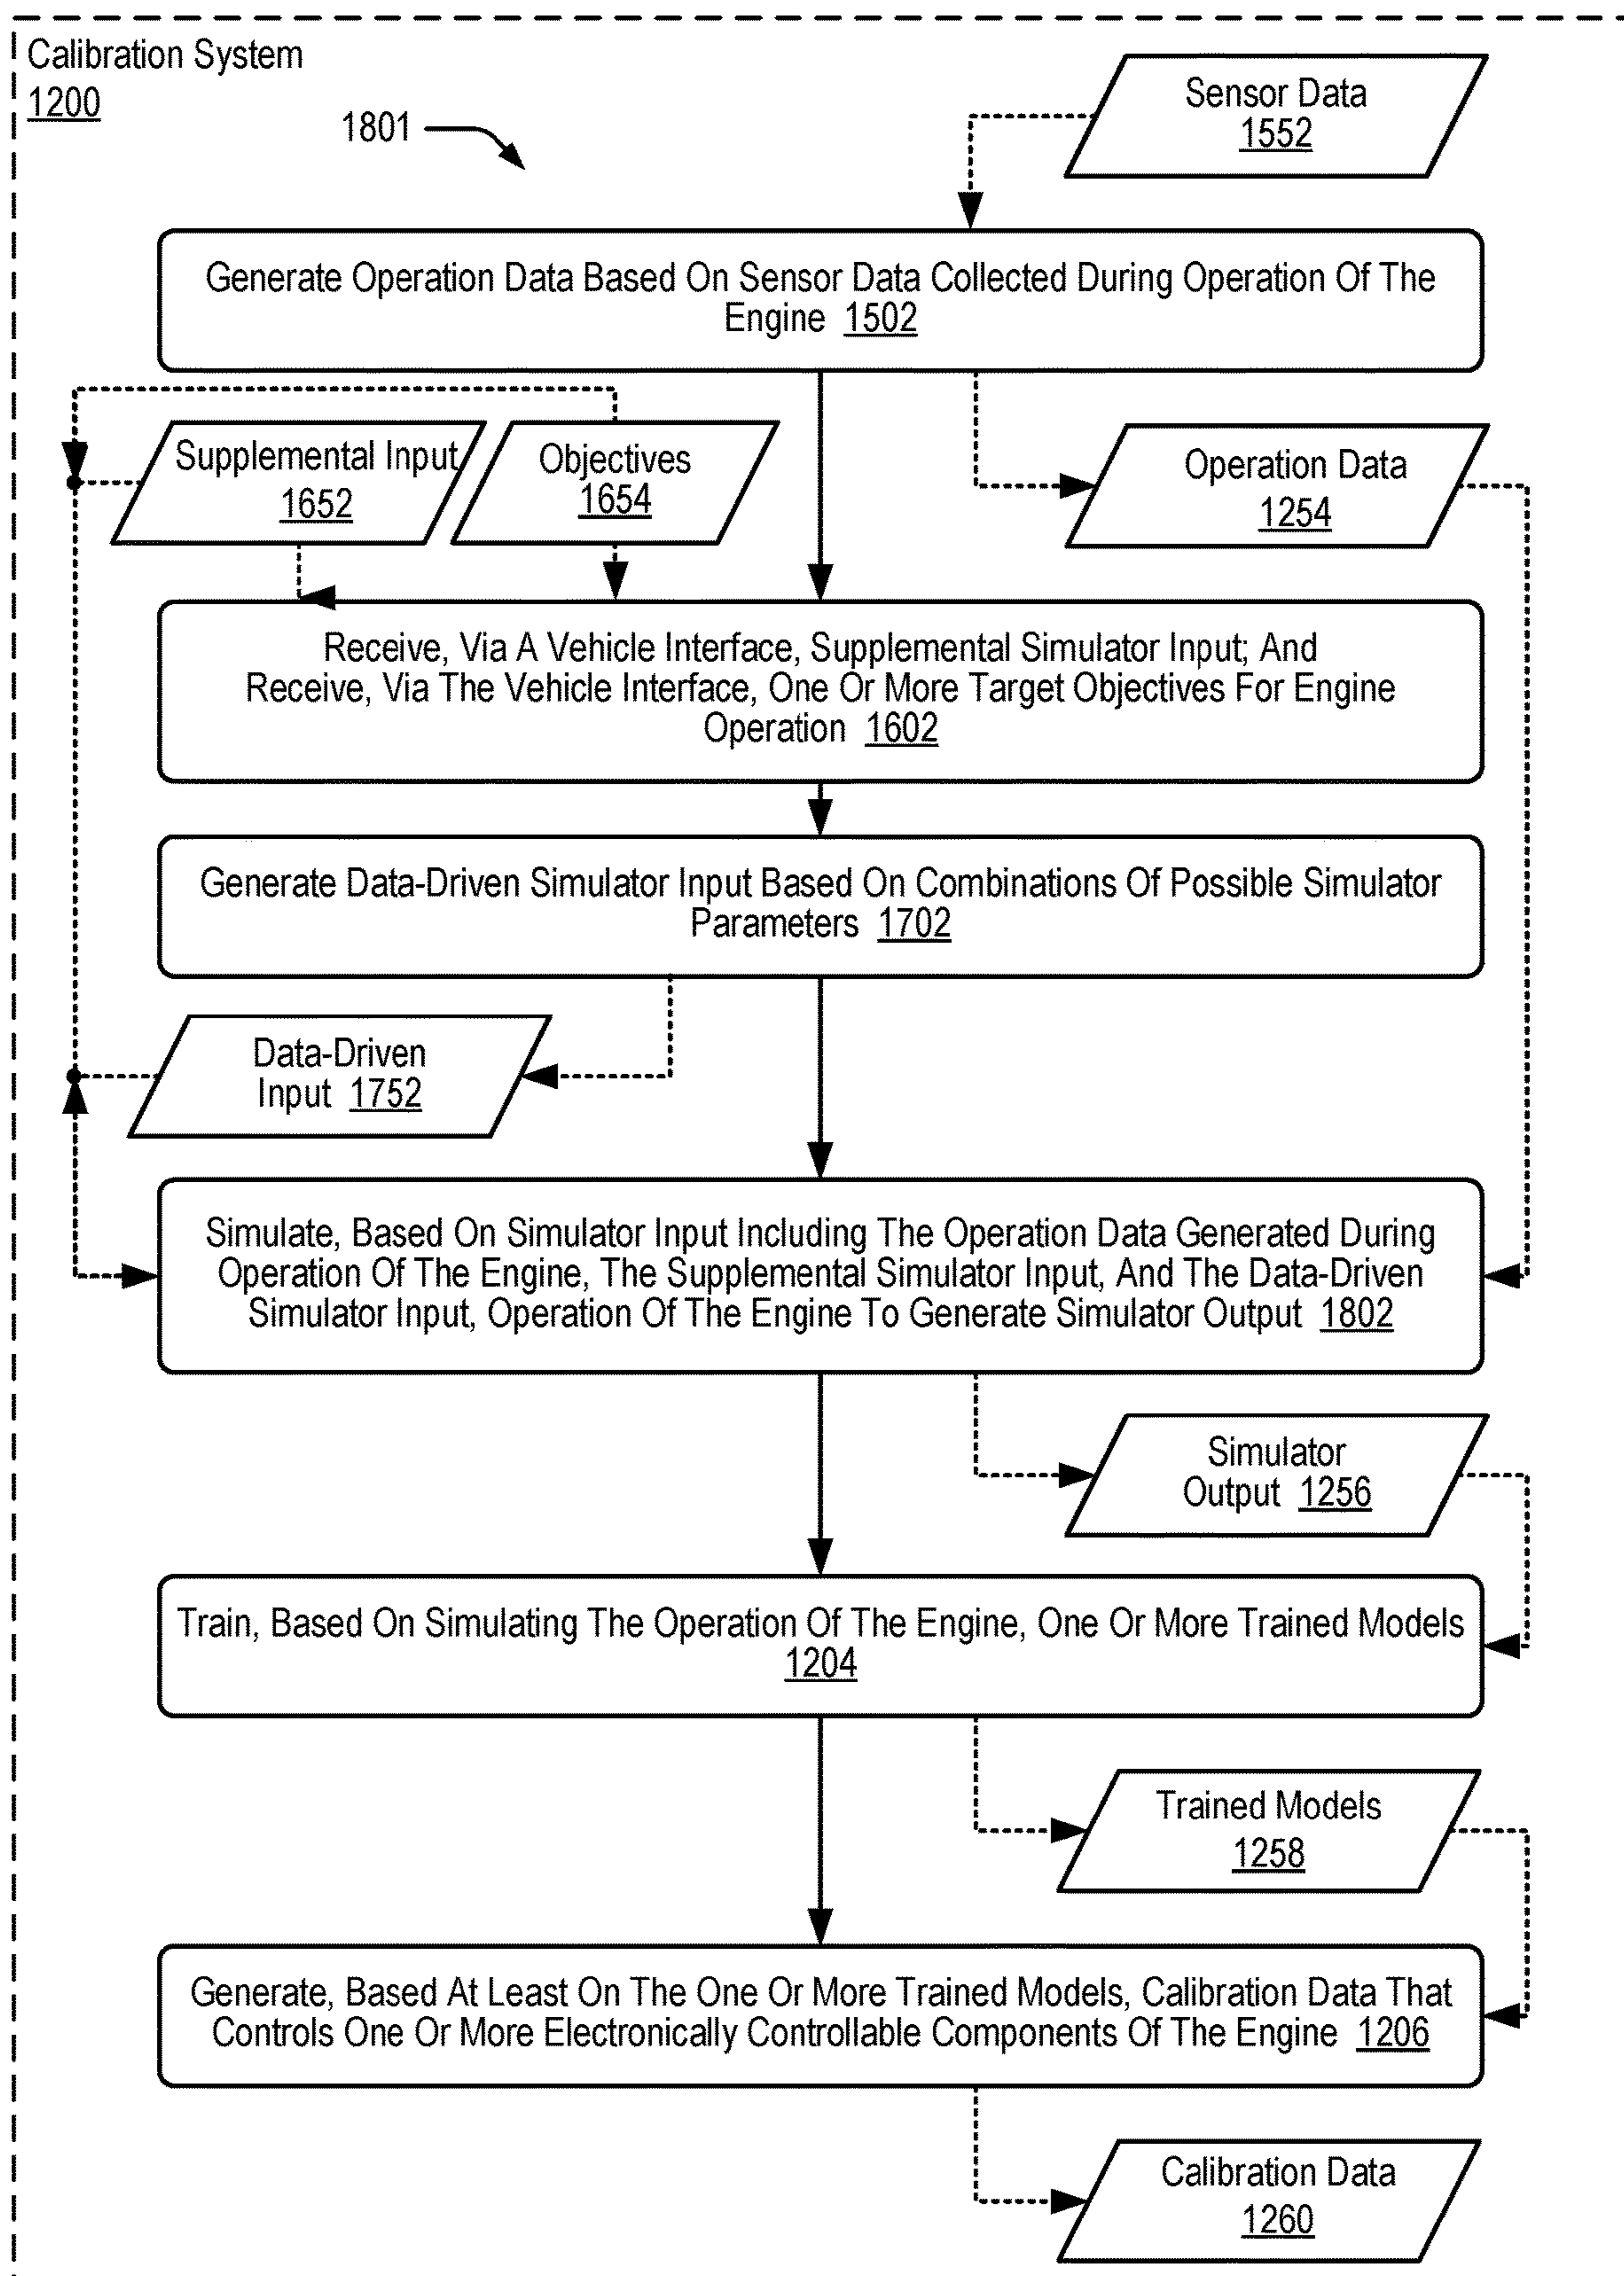 Calibration System
1200
1801
Sensor Data
1552
Generate Operation Data Based On Sensor Data Collected During Operation Of The
Engine 1502
Supplemental Input
1652
Objectives
1654
Operation Data
1254
Receive, Via A Vehicle Interface, Supplemental Simulator Input; And
Receive, Via The Vehicle Interface, One Or More Target Objectives For Engine
Operation 1602
Generate Data-Driven Simulator Input Based On Combinations Of Possible Simulator
Parameters 1702
Data-Driven
Input 1752
Simulate, Based On Simulator Input Including The Operation Data Generated During
Operation Of The Engine, The Supplemental Simulator Input, And The Data-Driven
Simulator Input, Operation Of The Engine To Generate Simulator Output 1802
Simulator
Output 1256
Train, Based On Simulating The Operation Of The Engine, One Or More Trained Models
1204
Trained Models
1258
Generate, Based At Least On The One Or More Trained Models, Calibration Data That
Controls One Or More Electronically Controllable Components Of The Engine 1206
Calibration Data
1260